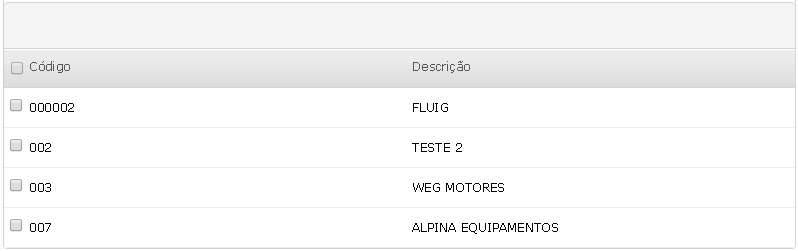 Código Descrição
000002 FLUIG
002 TESTE 2
003 WEG MOTORES
007 ALPINA EQUIPAMENTOS